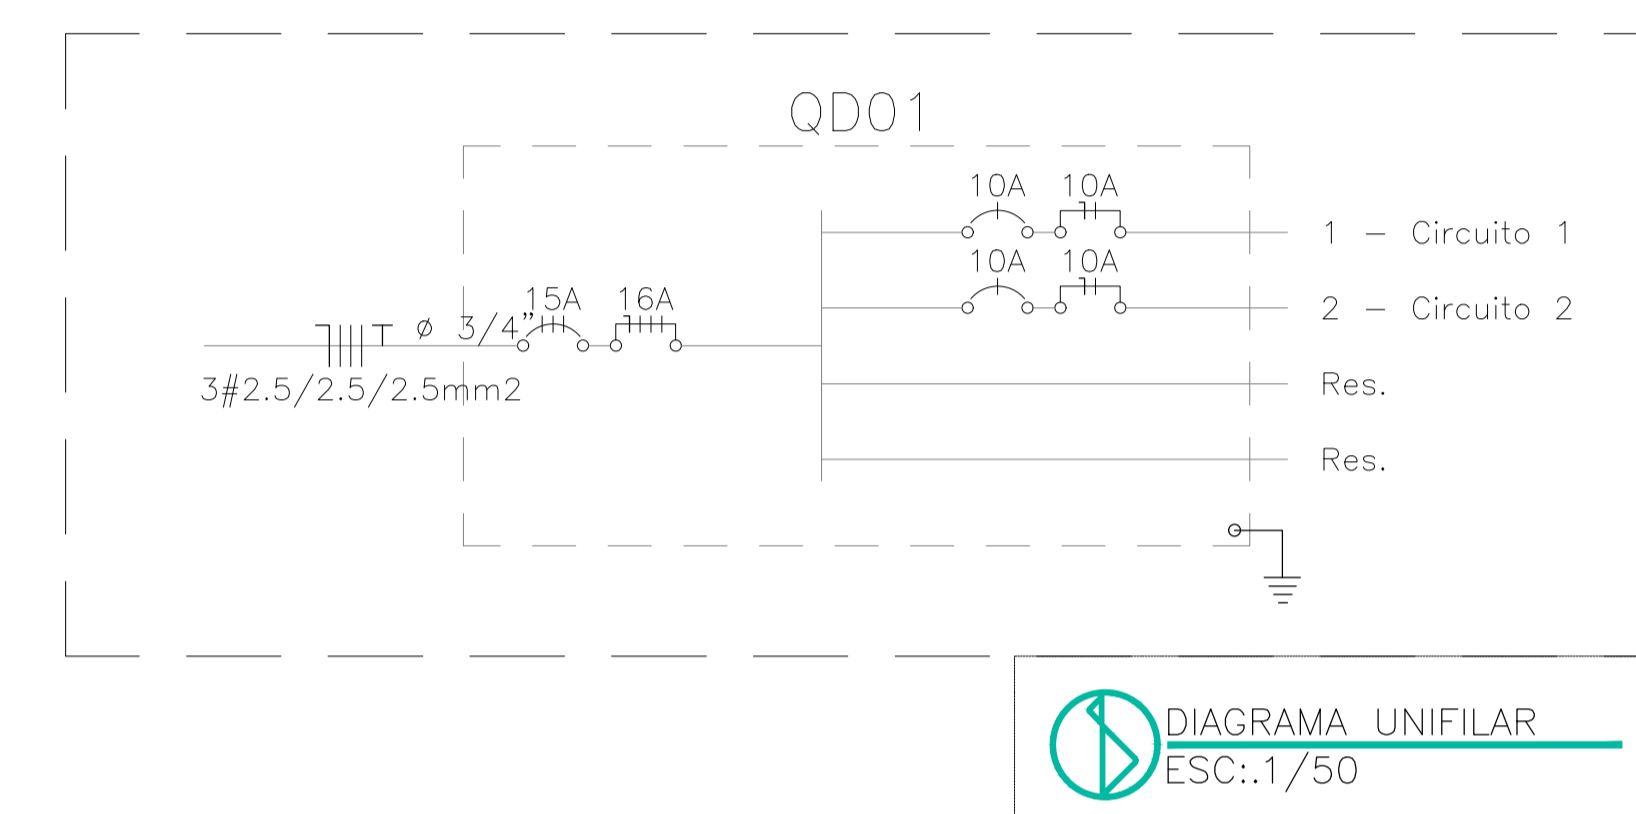 QD01
10A 10A
1 - Circuito 1
10A 10A
2 - Circuito 2
15A 16A
T ø 3/4"
3#2.5/2.5/2.5mm2
Res.
Res.
DIAGRAMA UNIFILAR
ESC:.1/50